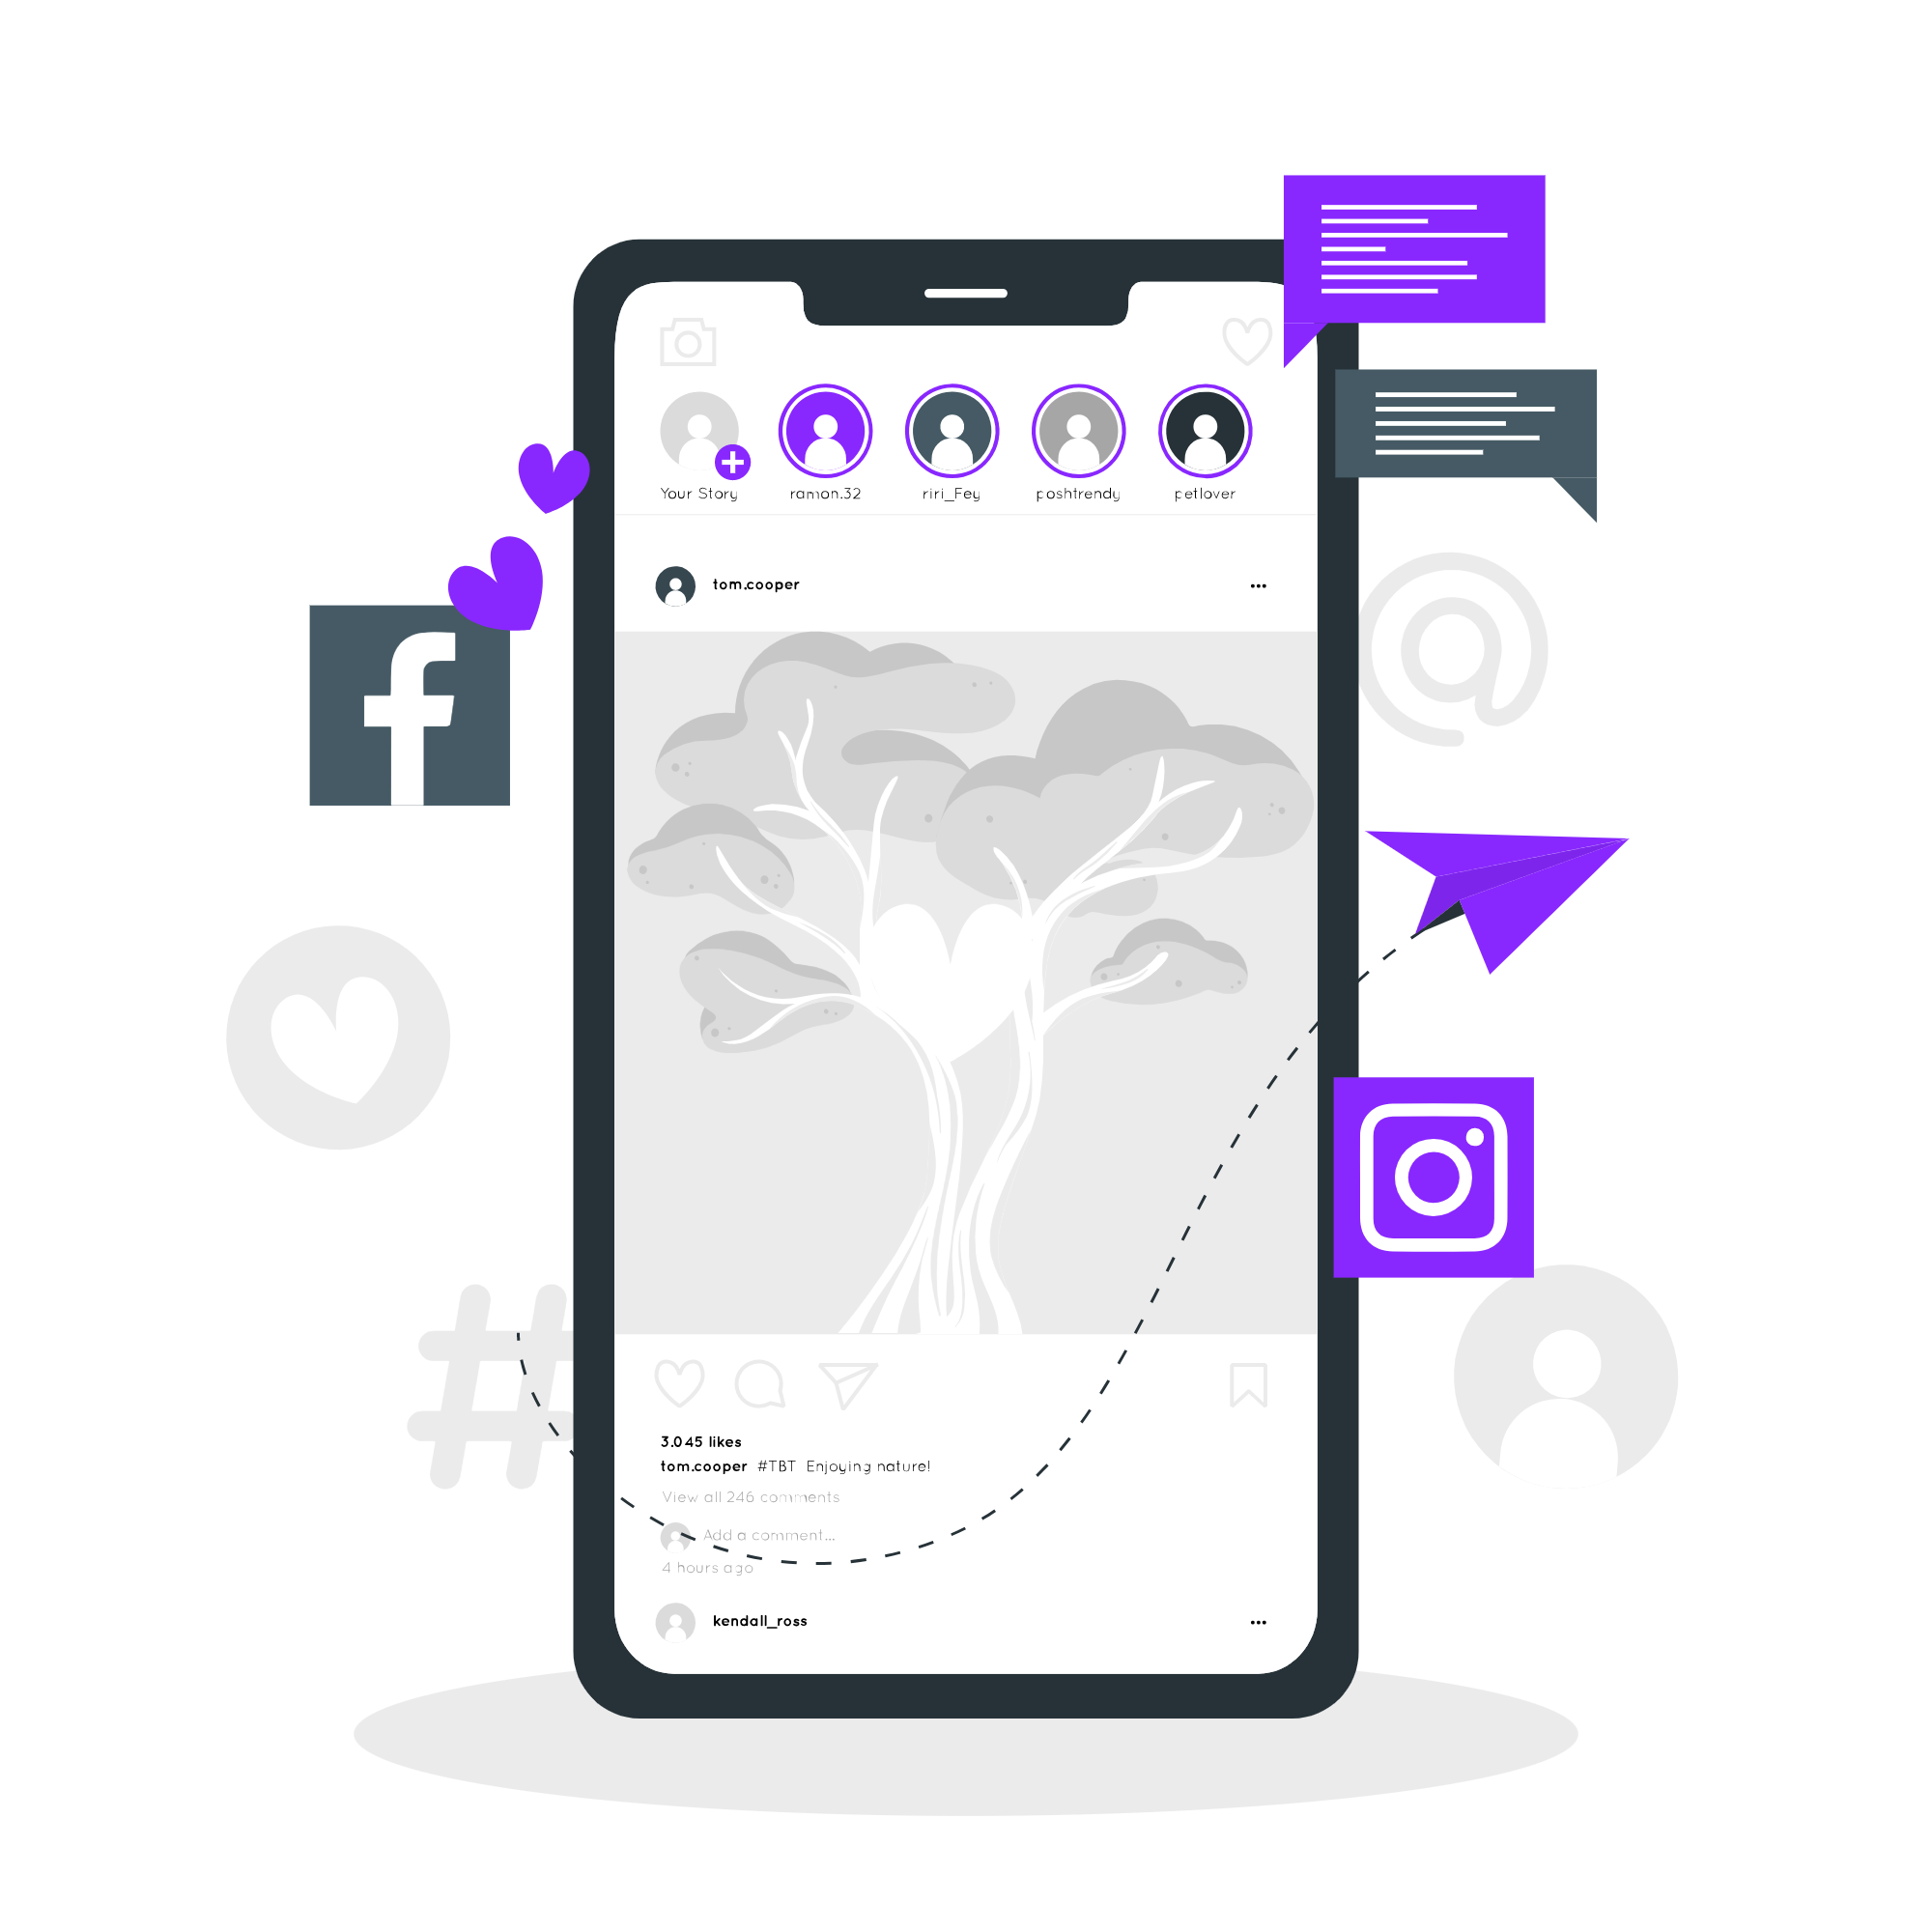 Your Story ramon.32 riri_Fey poshtrendy petlover
tom.cooper
3.045 likes
tom.cooper #TBT Enjoying nature!
View all 246 comments
Add a comment...
4 hours ago
kendall_ross